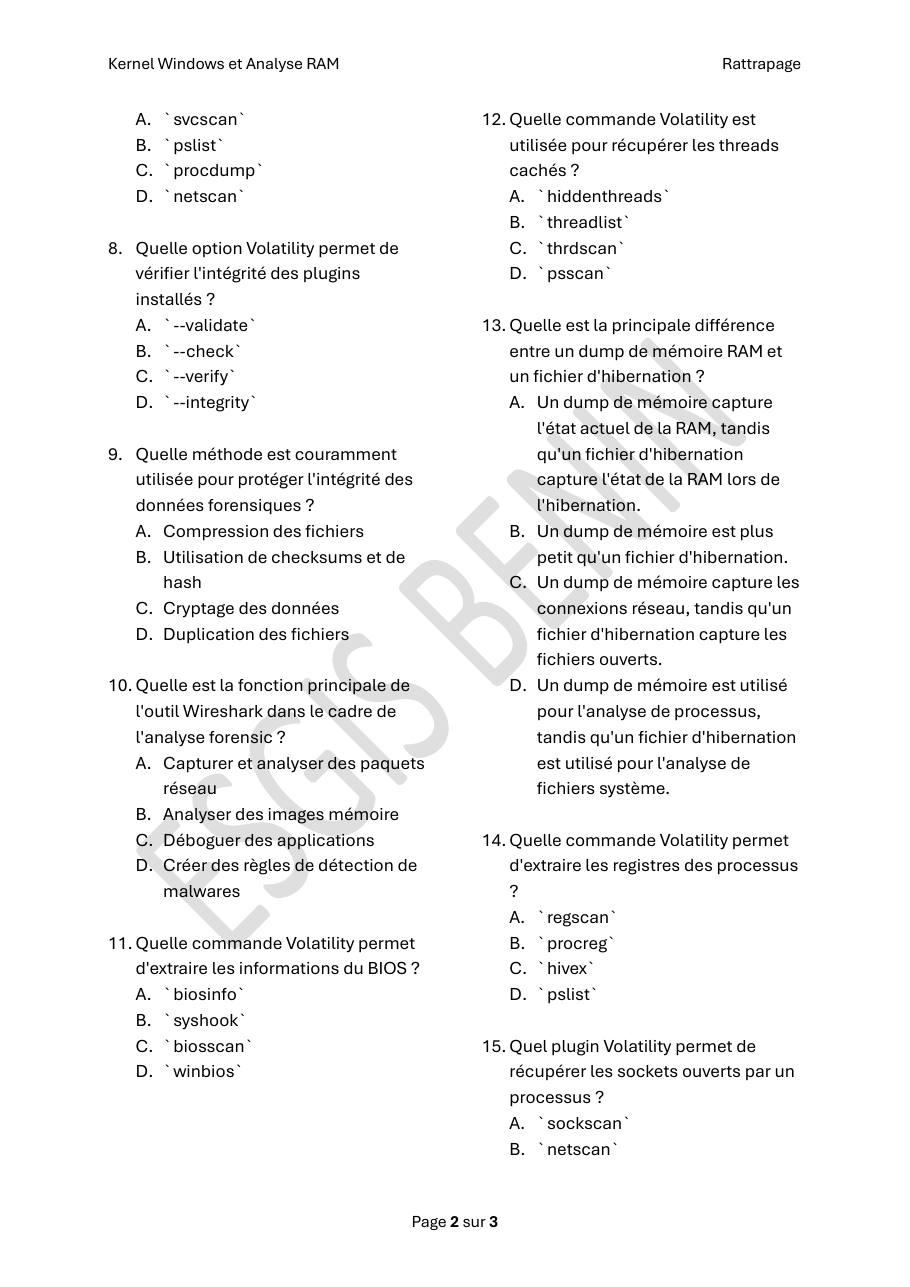 Kernel Windows et Analyse RAM
Rattrapage
A. `svcscan`
B. `pslist`
C. `procdump`
D. `netscan`
8. Quelle option Volatility permet de
vérifier l'intégrité des plugins
installés ?
A. `--validate`
B. `--check`
C. `--verify`
D. `--integrity`
9. Quelle méthode est couramment
utilisée pour protéger l'intégrité des
données forensiques ?
A. Compression des fichiers
B. Utilisation de checksums et de
hash
C. Cryptage des données
D. Duplication des fichiers
10. Quelle est la fonction principale de
l'outil Wireshark dans le cadre de
l'analyse forensic ?
A. Capturer et analyser des paquets
réseau
B. Analyser des images mémoire
C. Déboguer des applications
D. Créer des règles de détection de
malwares
11. Quelle commande Volatility permet
d'extraire les informations du BIOS ?
A. `biosinfo`
B. `syshook`
C. `biosscan`
D. `winbios`
12. Quelle commande Volatility est
utilisée pour récupérer les threads
cachés ?
A. `hiddenthreads`
B. `threadlist`
C. `thrdscan`
D. `psscan`
13. Quelle est la principale différence
entre un dump de mémoire RAM et
un fichier d'hibernation ?
A. Un dump de mémoire capture
l'état actuel de la RAM, tandis
qu'un fichier d'hibernation
capture l'état de la RAM lors de
l'hibernation.
B. Un dump de mémoire est plus
petit qu'un fichier d'hibernation.
C. Un dump de mémoire capture les
connexions réseau, tandis qu'un
fichier d'hibernation capture les
fichiers ouverts.
D. Un dump de mémoire est utilisé
pour l'analyse de processus,
tandis qu'un fichier d'hibernation
est utilisé pour l'analyse de
fichiers système.
14. Quelle commande Volatility permet
d'extraire les registres des processus
?
A. `regscan`
B. `procreg`
C. `hivex`
D. `pslist`
15. Quel plugin Volatility permet de
récupérer les sockets ouverts par un
processus ?
A. `sockscan`
B. `netscan`
ESGIS BENIN
Page 2 sur 3